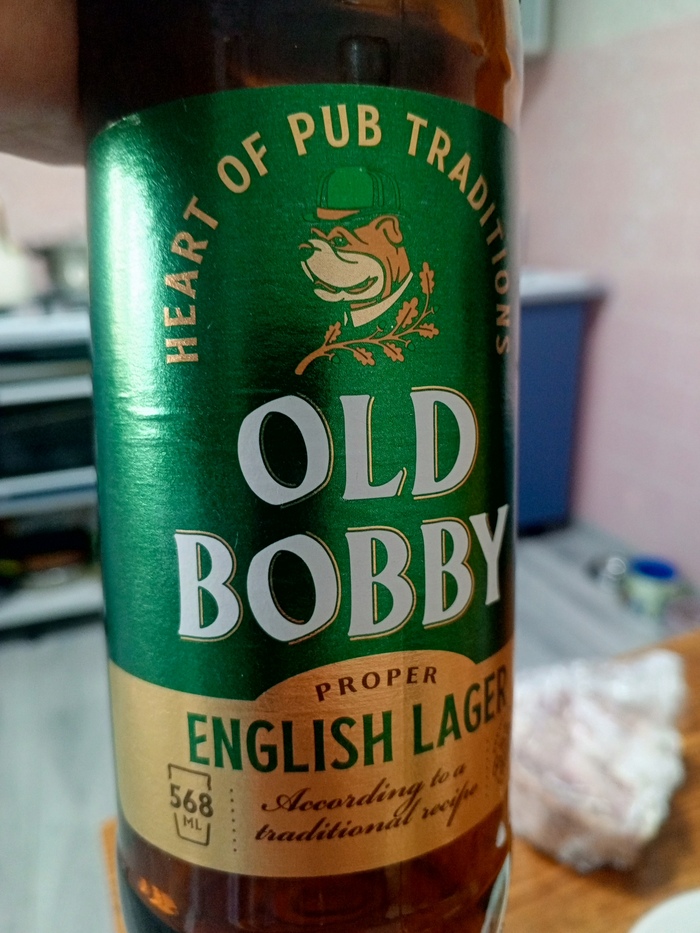 HEART OF PUB TRADITIONS
OLD
BOBBY
PROPER
ENGLISH LAGER
568
ML
According to a
traditional recipe